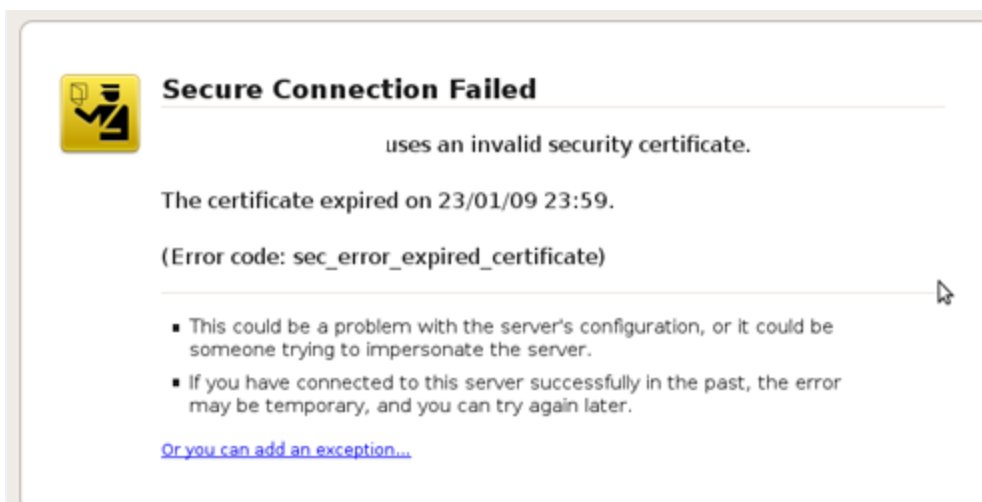 Secure Connection Failed
uses an invalid security certificate.
The certificate expired on 23/01/09 23:59.
(Error code: sec_error_expired_certificate)
▪ This could be a problem with the server's configuration, or it could be
someone trying to impersonate the server.
▪ If you have connected to this server successfully in the past, the error
may be temporary, and you can try again later.
Or you can add an exception...